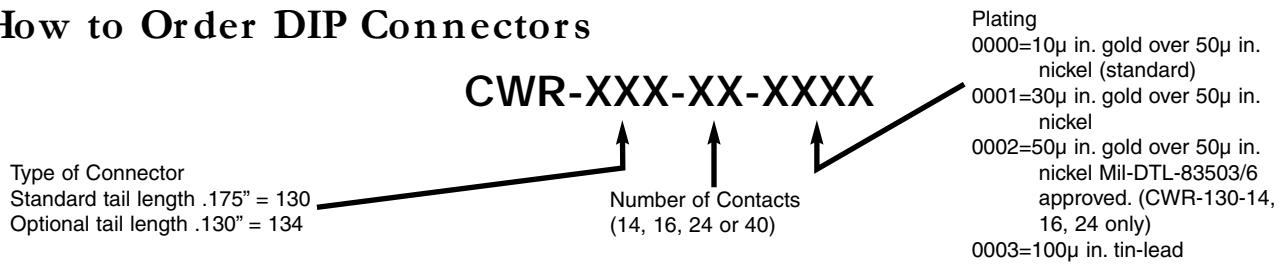 How to Order DIP Connectors
CWR-XXX-XX-XXXX
Type of Connector
Standard tail length .175” = 130
Optional tail length .130” = 134
Number of Contacts
(14, 16, 24 or 40)
Plating
0000=10µ in. gold over 50µ in.
nickel (standard)
0001=30µ in. gold over 50µ in.
nickel
0002=50µ in. gold over 50µ in.
nickel Mil-DTL-83503/6
approved. (CWR-130-14,
16, 24 only)
0003=100µ in. tin-lead